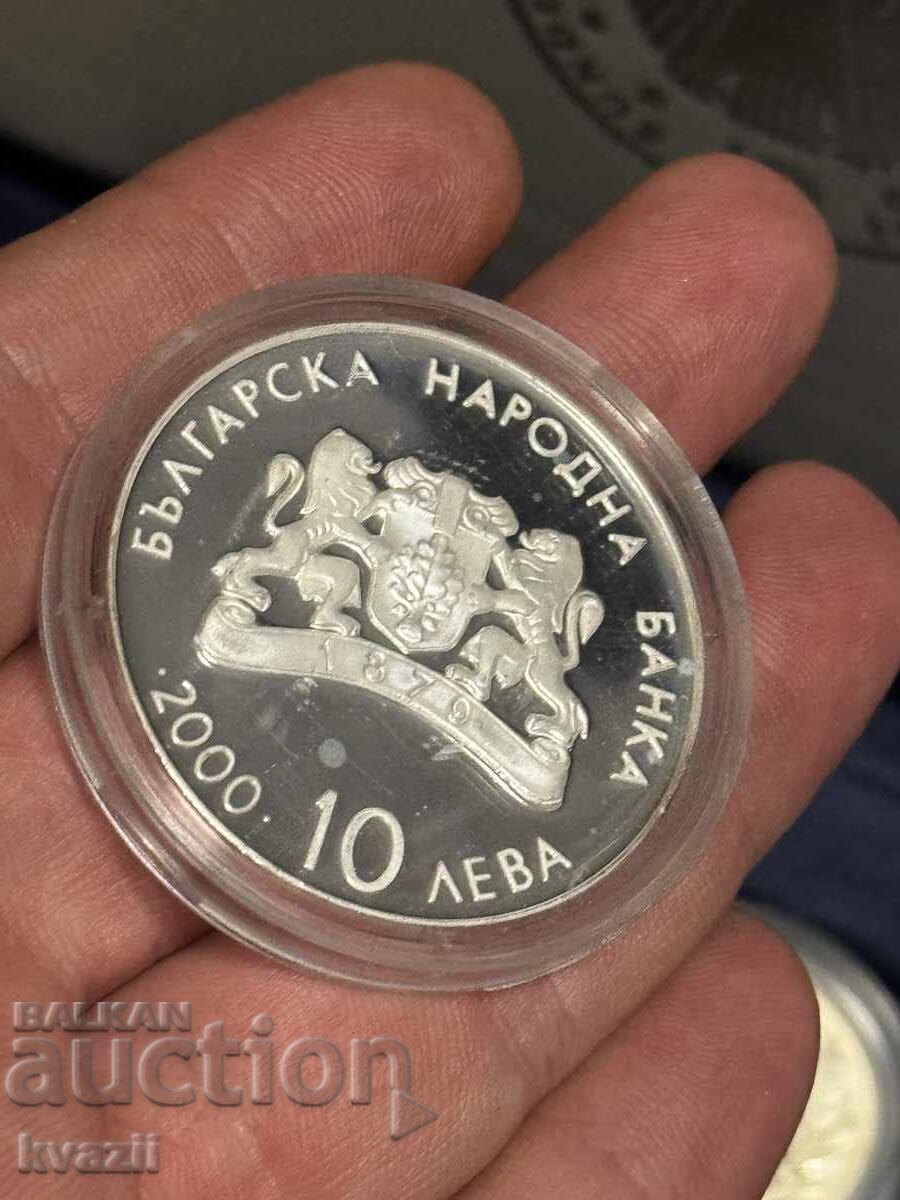 БЪЛГАРСКА НАРОДНА БАНКА
1879
· 2000 ·
10 ЛЕВА
BALKAN
auction
kvazii